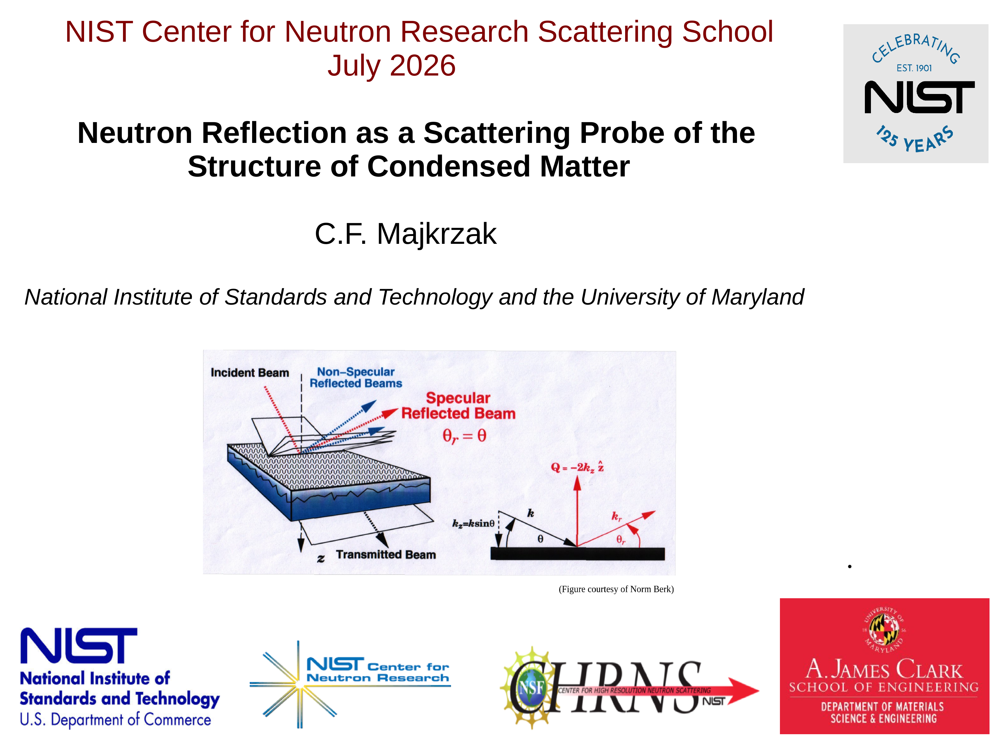 NIST Center for Neutron Research Scattering School
July 2026
CELEBRATING
EST. 1901
NIST
125 YEARS
Neutron Reflection as a Scattering Probe of the
Structure of Condensed Matter
C.F. Majkrzak
National Institute of Standards and Technology and the University of Maryland
Incident Beam
Non–Specular
Reflected Beams
Specular
Reflected Beam
θr = θ
Q = –2kz ẑ
k
kr
kz=ksinθ
θ
θr
z
Transmitted Beam
.
(Figure courtesy of Norm Berk)
NIST
National Institute of
Standards and Technology
U.S. Department of Commerce
NIST Center for
Neutron Research
CHRNS
NSF
CENTER FOR HIGH RESOLUTION NEUTRON SCATTERING
NIST
UNIVERSITY OF
18 56
MARYLAND
A. JAMES CLARK
SCHOOL OF ENGINEERING
DEPARTMENT OF MATERIALS
SCIENCE & ENGINEERING